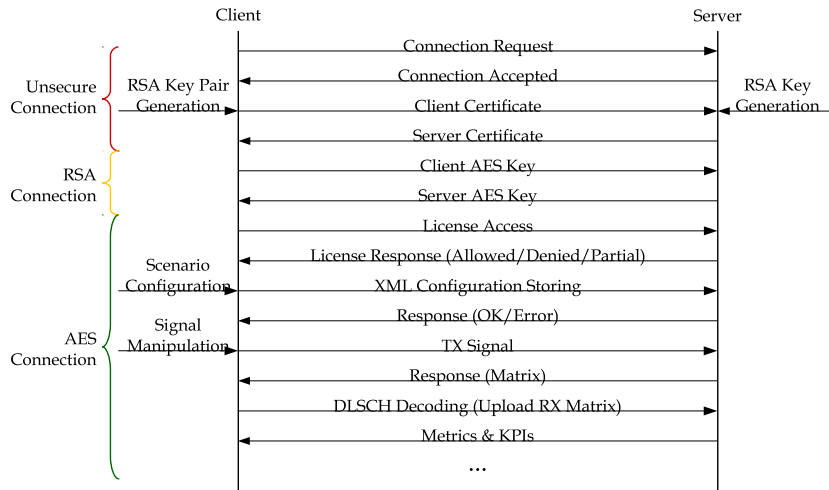 Client
Server
Connection Request
Connection Accepted
Unsecure
Connection
RSA Key Pair
Generation
Client Certificate
RSA Key
Generation
Server Certificate
RSA
Connection
Client AES Key
Server AES Key
License Access
License Response (Allowed/Denied/Partial)
Scenario
Configuration
XML Configuration Storing
Response (OK/Error)
AES
Connection
Signal
Manipulation
TX Signal
Response (Matrix)
DLSCH Decoding (Upload RX Matrix)
Metrics & KPIs
...